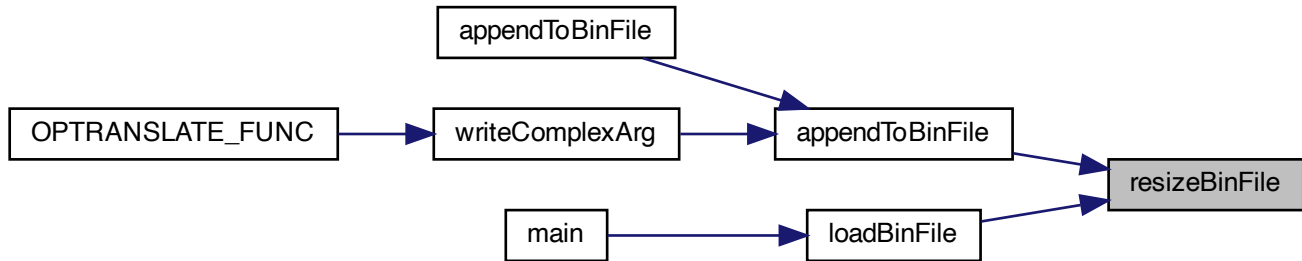 appendToBinFile
OPTRANSLATE_FUNC
writeComplexArg
appendToBinFile
resizeBinFile
main
loadBinFile